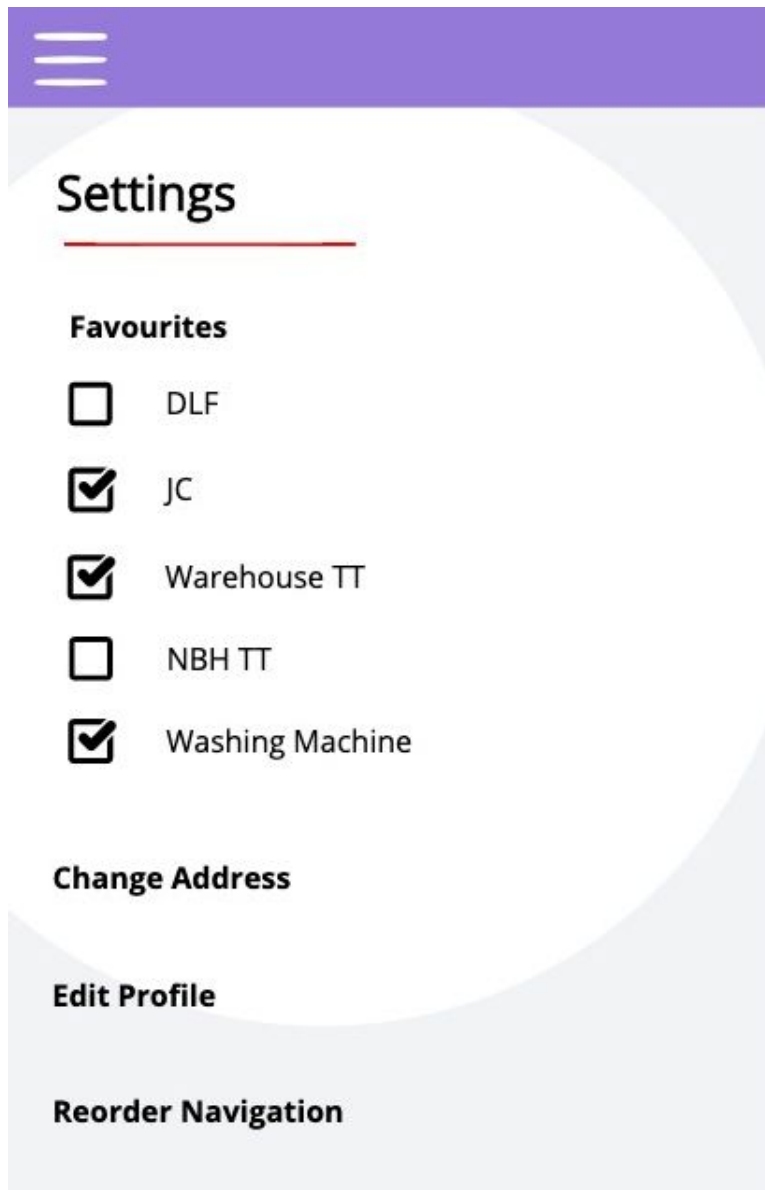 Settings
Favourites
DLF
JC
Warehouse TT
NBH TT
Washing Machine
Change Address
Edit Profile
Reorder Navigation